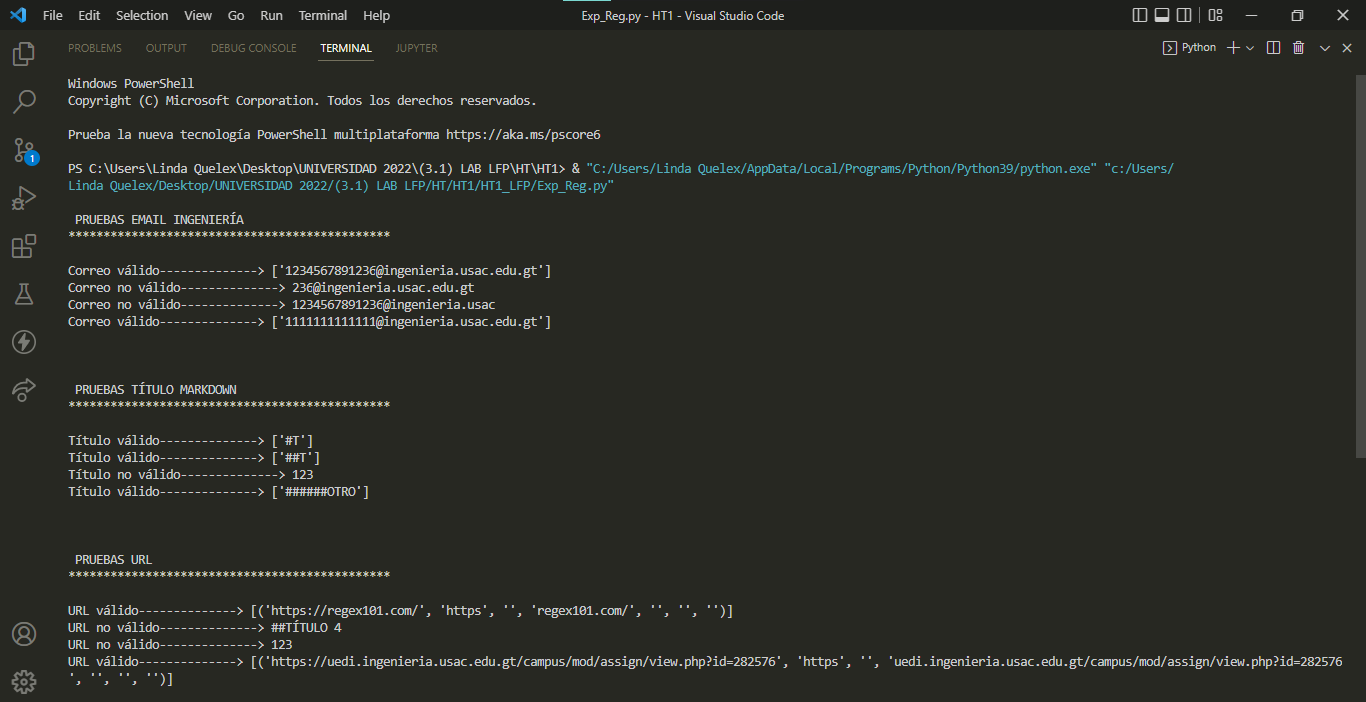 File Edit Selection View Go Run Terminal Help Exp_Reg.py - HT1 - Visual Studio Code
PROBLEMS OUTPUT DEBUG CONSOLE TERMINAL JUPYTER Python
Windows PowerShell
Copyright (C) Microsoft Corporation. Todos los derechos reservados.
Prueba la nueva tecnología PowerShell multiplataforma https://aka.ms/pscore6
PS C:\Users\Linda Quelex\Desktop\UNIVERSIDAD 2022\(3.1) LAB LFP\HT\HT1> & "C:/Users/Linda Quelex/AppData/Local/Programs/Python/Python39/python.exe" "c:/Users/
Linda Quelex/Desktop/UNIVERSIDAD 2022/(3.1) LAB LFP/HT/HT1/HT1_LFP/Exp_Reg.py"
PRUEBAS EMAIL INGENIERÍA
**********************************************
Correo válido--------------> ['1234567891236@ingenieria.usac.edu.gt']
Correo no válido--------------> 236@ingenieria.usac.edu.gt
Correo no válido--------------> 1234567891236@ingenieria.usac
Correo válido--------------> ['1111111111111@ingenieria.usac.edu.gt']
PRUEBAS TÍTULO MARKDOWN
**********************************************
Título válido--------------> ['#T']
Título válido--------------> ['##T']
Título no válido--------------> 123
Título válido--------------> ['######OTRO']
PRUEBAS URL
**********************************************
URL válido--------------> [('https://regex101.com/', 'https', '', 'regex101.com/', '', '', '')]
URL no válido--------------> ##TÍTULO 4
URL no válido--------------> 123
URL válido--------------> [('https://uedi.ingenieria.usac.edu.gt/campus/mod/assign/view.php?id=282576', 'https', '', 'uedi.ingenieria.usac.edu.gt/campus/mod/assign/view.php?id=282576
', '', '', '')]
1